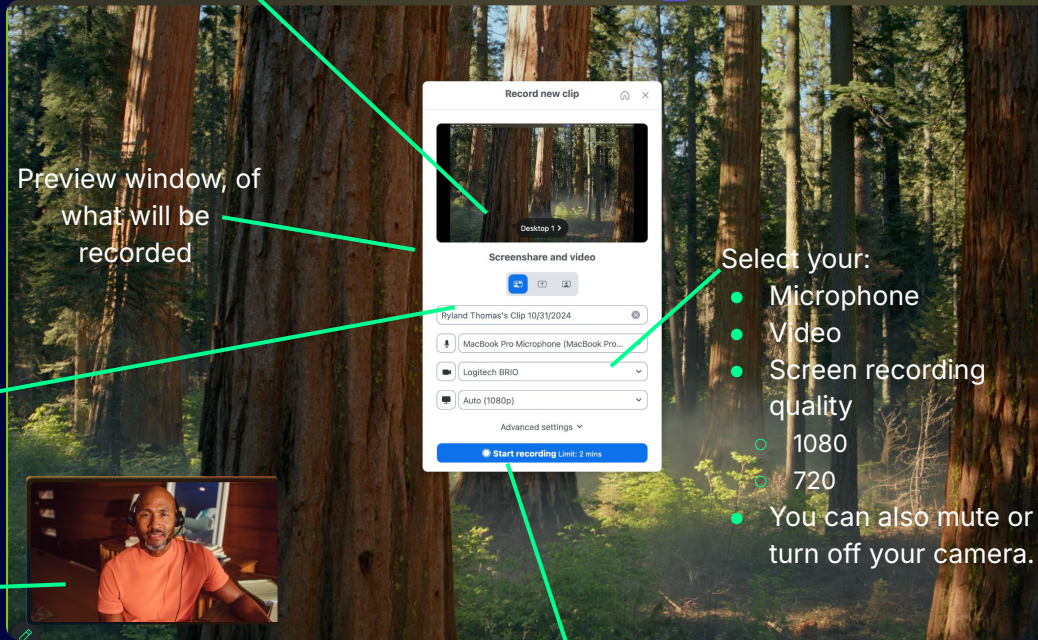 Record new clip
Preview window, of
what will be
recorded
Desktop 1 >
Screenshare and video
Ryland Thomas's Clip 10/31/2024
MacBook Pro Microphone (MacBook Pro...
Logitech BRIO
Auto (1080p)
Advanced settings
Start recording Limit: 2 mins
Select your:
Microphone
Video
Screen recording
quality
1080
720
You can also mute or
turn off your camera.